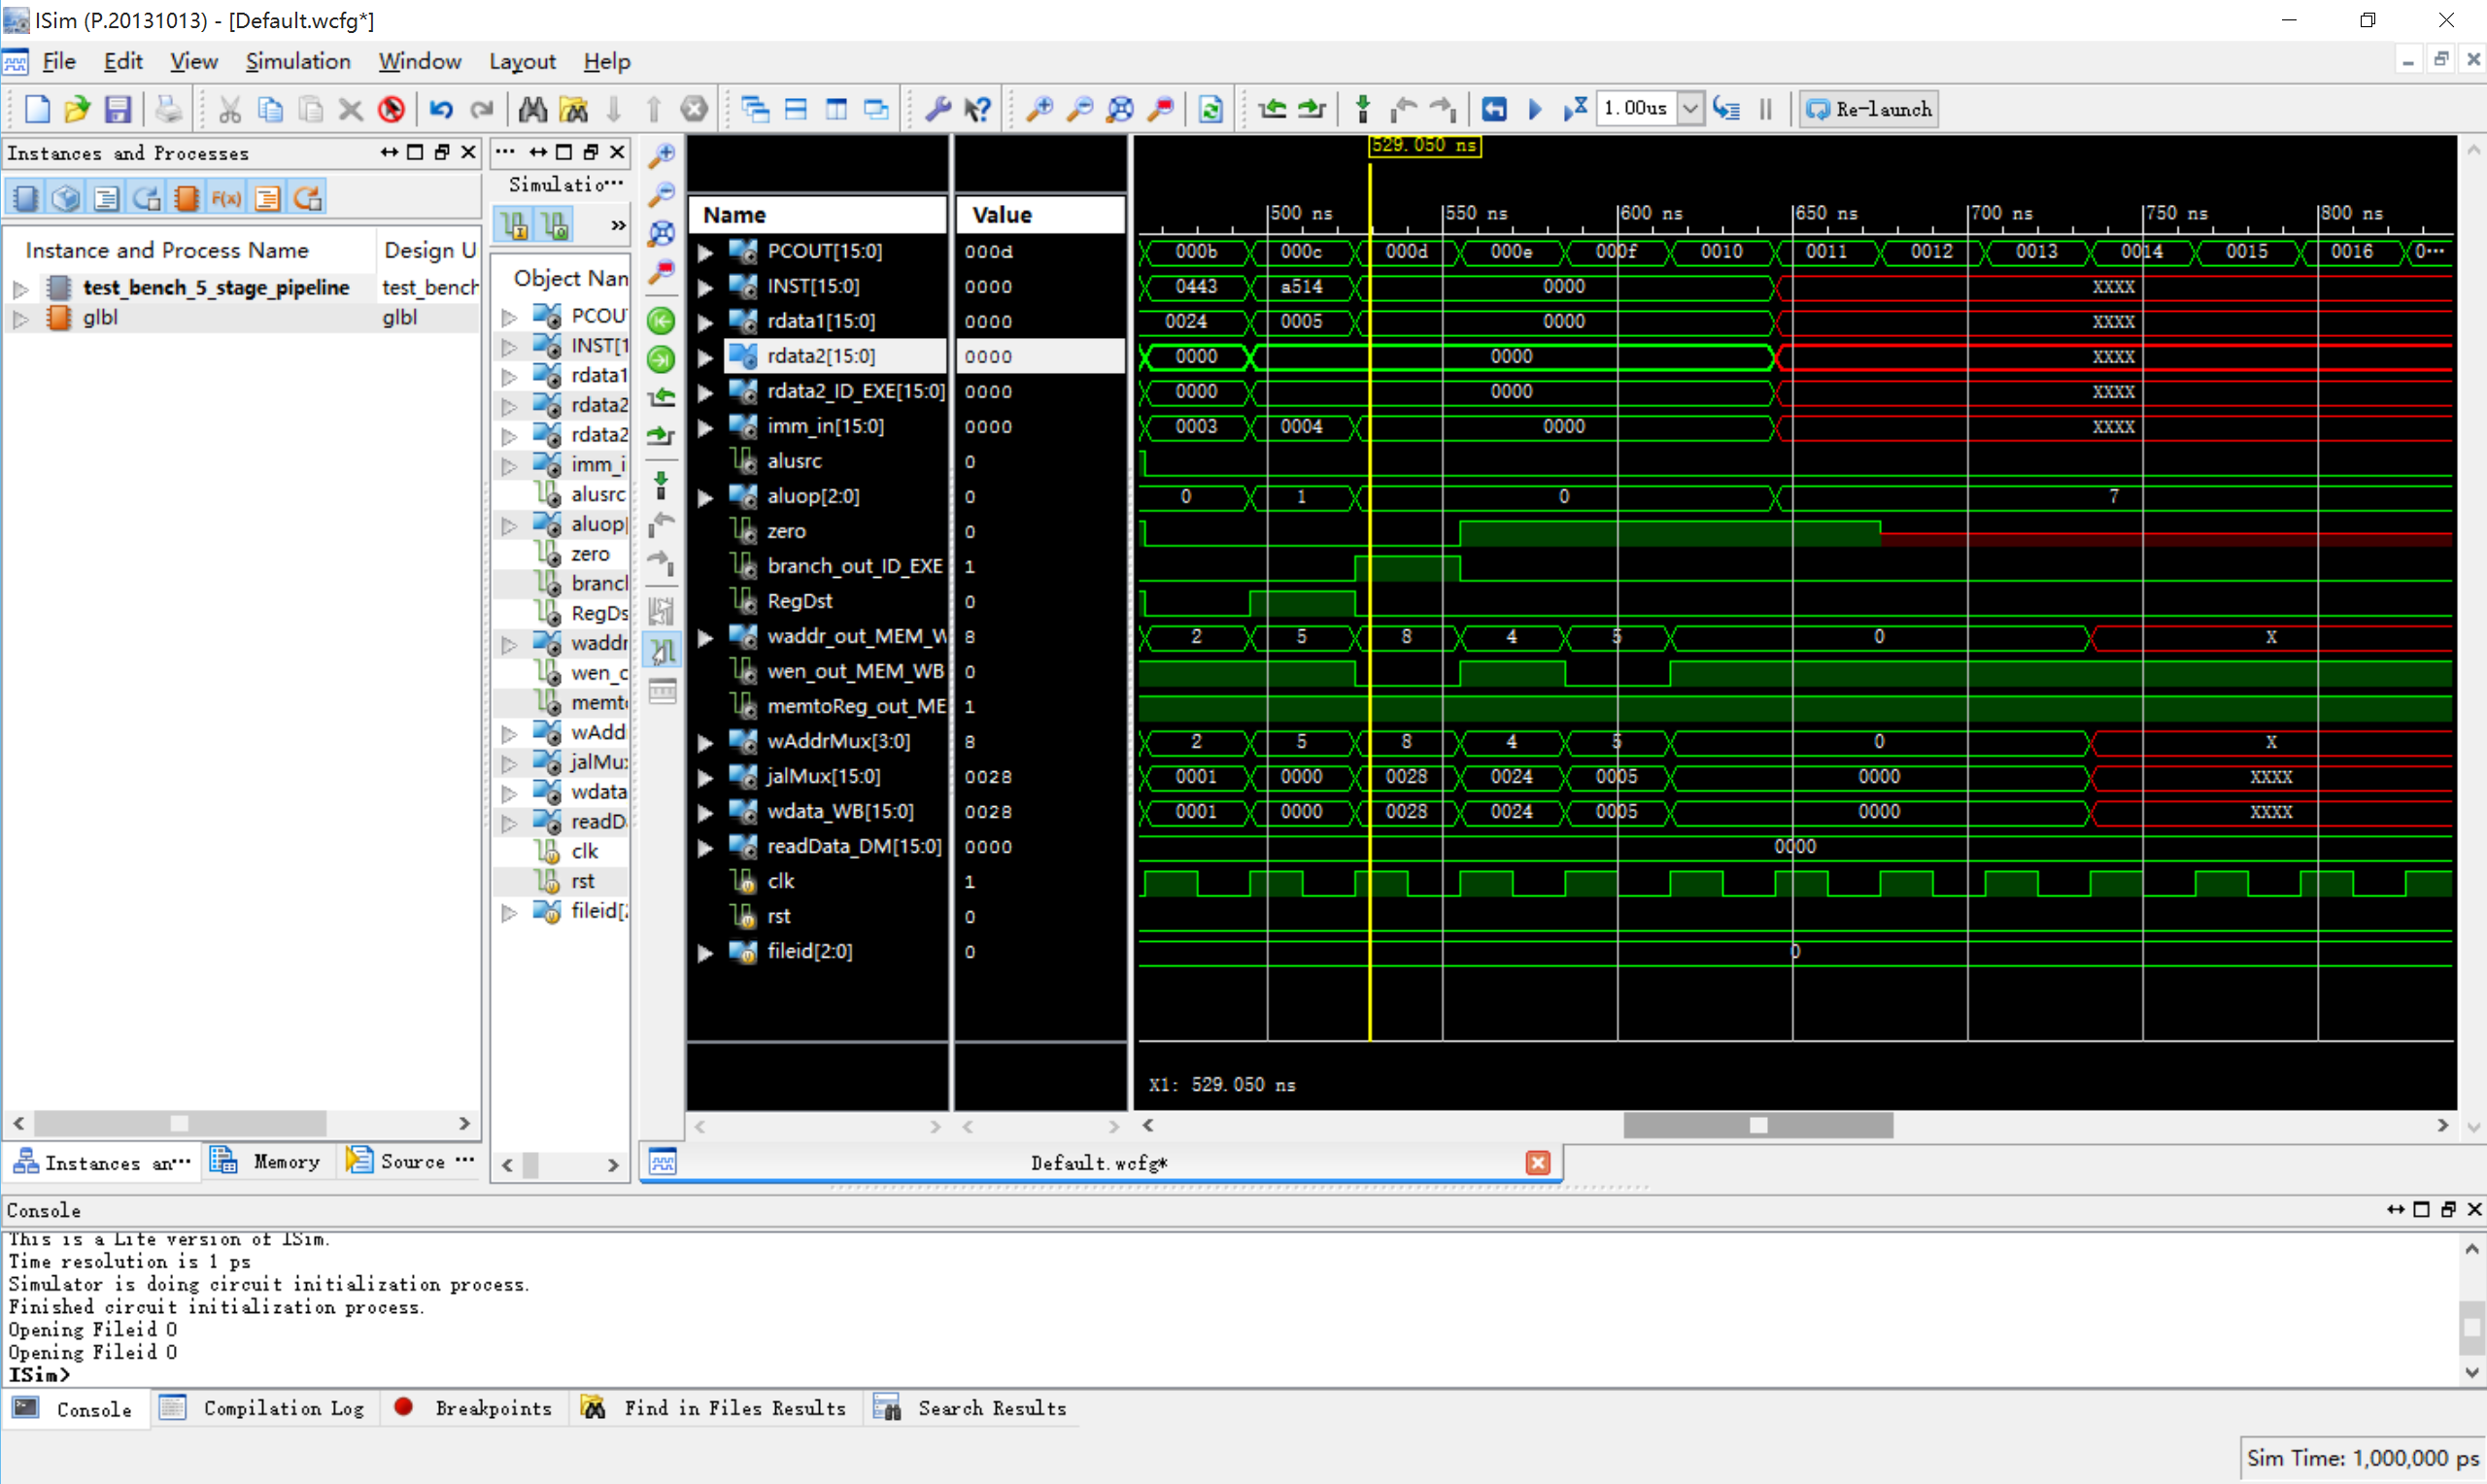 ISim (P.20131013) - [Default.wcfg*]
File Edit View Simulation Window Layout Help
1.00us Re-launch
Instances and Processes
Instance and Process Name Design U
test_bench_5_stage_pipeline test_bench
glbl glbl
Simulatio...
Object Nan
PCOU
INST[1
rdata1
rdata2
rdata2
imm_i
alusrc
aluop[
zero
branc
RegDs
waddr
wen_c
memt
wAdd
jalMu
wdata
readD
clk
rst
fileid[
Name Value
529.050 ns
500 ns 550 ns 600 ns 650 ns 700 ns 750 ns 800 ns
PCOUT[15:0] 000d 000b 000c 000d 000e 000f 0010 0011 0012 0013 0014 0015 0016 0...
INST[15:0] 0000 0443 a514 0000 XXXX
rdata1[15:0] 0000 0024 0005 0000 XXXX
rdata2[15:0] 0000 0000 0000 XXXX
rdata2_ID_EXE[15:0] 0000 0000 0000 XXXX
imm_in[15:0] 0000 0003 0004 0000 XXXX
alusrc 0
aluop[2:0] 0 0 1 0 7
zero 0
branch_out_ID_EXE 1
RegDst 0
waddr_out_MEM_W 8 2 5 8 4 5 0 X
wen_out_MEM_WB 0
memtoReg_out_ME 1
wAddrMux[3:0] 8 2 5 8 4 5 0 X
jalMux[15:0] 0028 0001 0000 0028 0024 0005 0000 XXXX
wdata_WB[15:0] 0028 0001 0000 0028 0024 0005 0000 XXXX
readData_DM[15:0] 0000 0000
clk 1
rst 0
fileid[2:0] 0 0
X1: 529.050 ns
Instances an... Memory Source ...
Default.wcfg*
Console
This is a Lite version of ISim.
Time resolution is 1 ps
Simulator is doing circuit initialization process.
Finished circuit initialization process.
Opening Fileid 0
Opening Fileid 0
ISim>
Console Compilation Log Breakpoints Find in Files Results Search Results
Sim Time: 1,000,000 ps